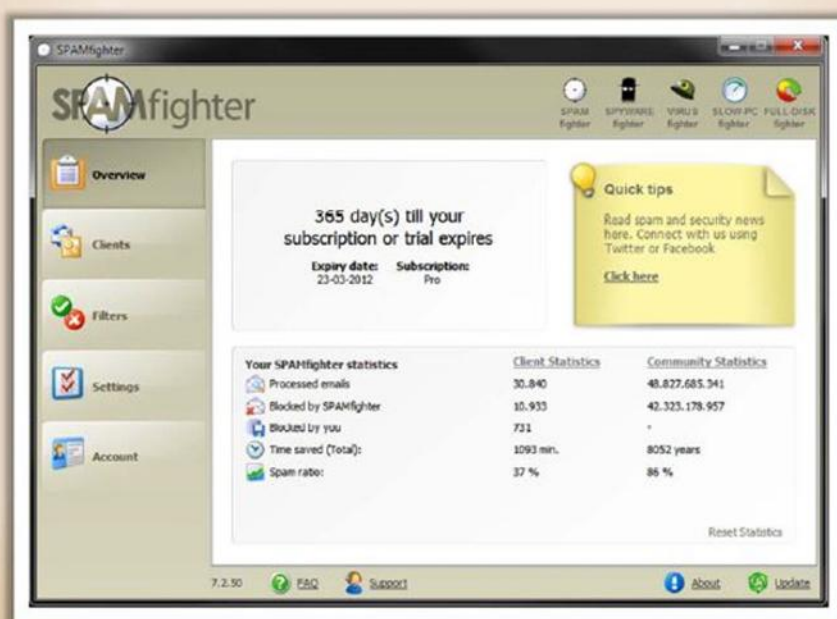 SPAMfighter
SPAMfighter
SPAM fighter
SPYWARE fighter
VIRUS fighter
SLOW-PC fighter
FULL-DISK fighter
Overview
Clients
Filters
Settings
Account
365 day(s) till your
subscription or trial expires
Expiry date: Subscription:
23-03-2012 Pro
Quick tips
Read spam and security news
here. Connect with us using
Twitter or Facebook
Click here
Your SPAMfighter statistics Client Statistics Community Statistics
Processed emails 30.840 48.827.685.341
Blocked by SPAMfighter 10.933 42.323.178.957
Blocked by you 731 -
Time saved (Total): 1093 min. 8052 years
Spam ratio: 37 % 86 %
Reset Statistics
7.2.50 FAQ Support About Update